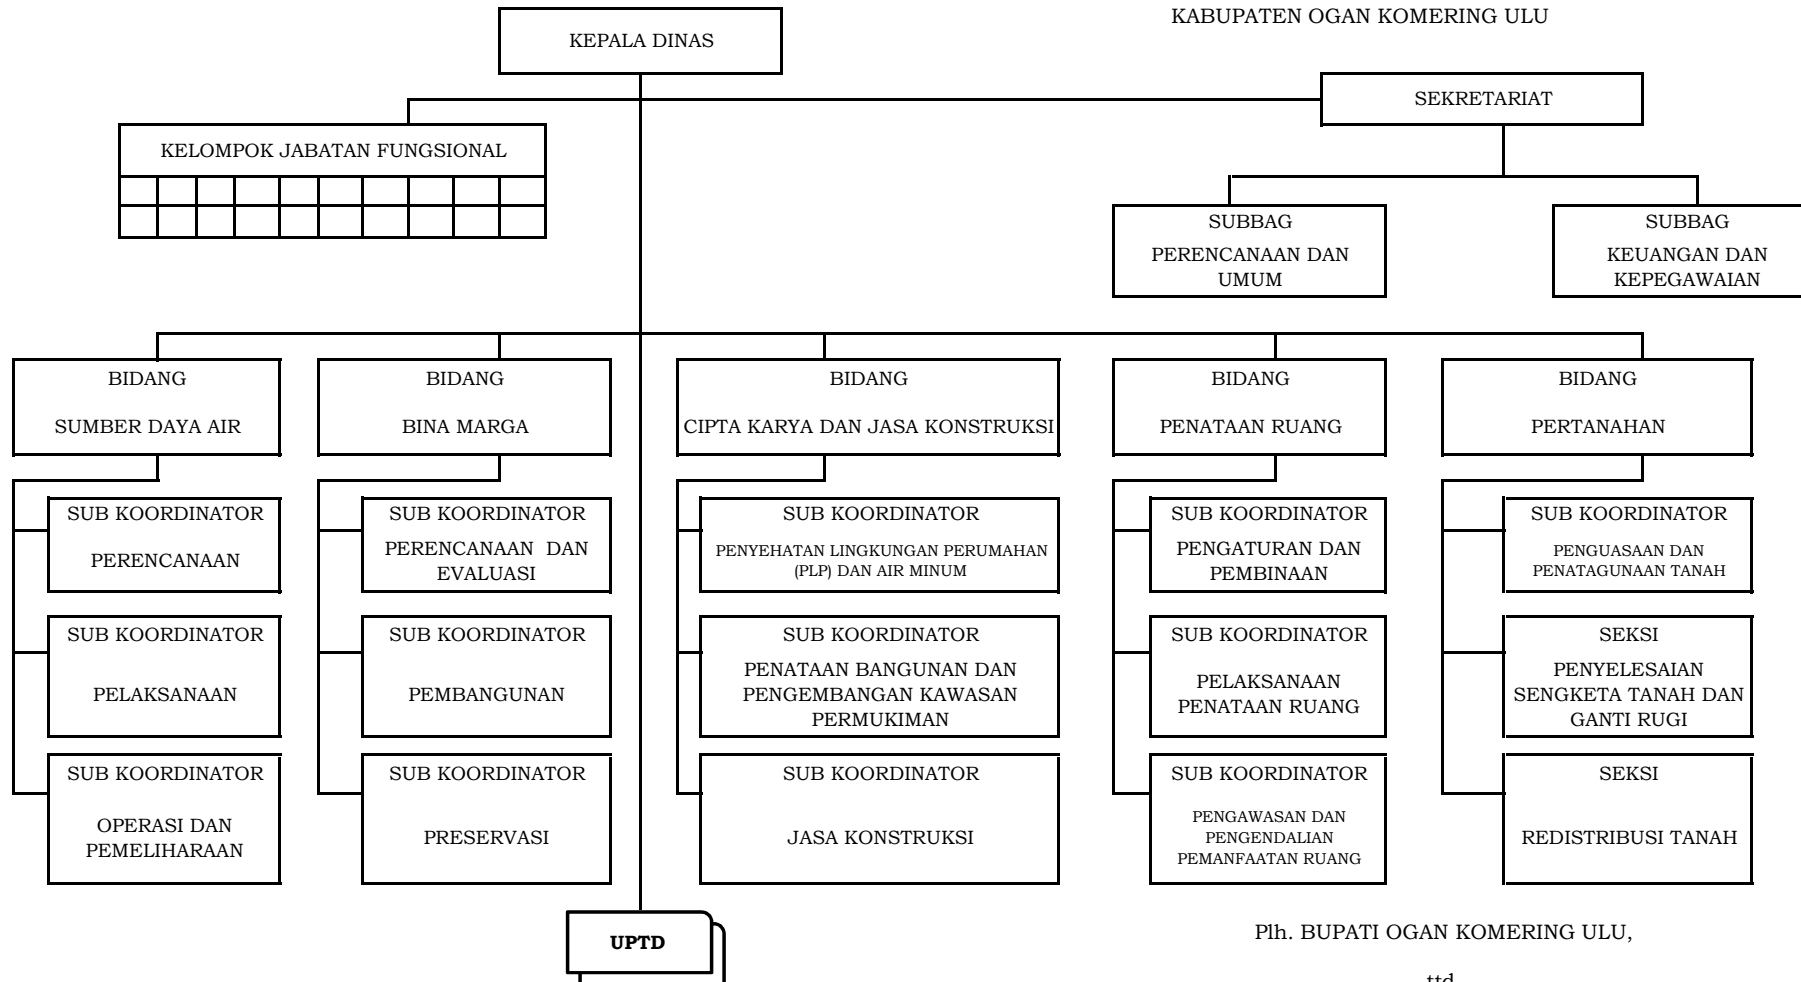 KABUPATEN OGAN KOMERING ULU
KEPALA DINAS
SEKRETARIAT
KELOMPOK JABATAN FUNGSIONAL
SUBBAG
PERENCANAAN DAN
UMUM
SUBBAG
KEUANGAN DAN
KEPEGAWAIAN
BIDANG
SUMBER DAYA AIR
BIDANG
BINA MARGA
BIDANG
CIPTA KARYA DAN JASA KONSTRUKSI
BIDANG
PENATAAN RUANG
BIDANG
PERTANAHAN
SUB KOORDINATOR
PERENCANAAN
SUB KOORDINATOR
PERENCANAAN DAN
EVALUASI
SUB KOORDINATOR
PENYEHATAN LINGKUNGAN PERUMAHAN
(PLP) DAN AIR MINUM
SUB KOORDINATOR
PENGATURAN DAN
PEMBINAAN
SUB KOORDINATOR
PENGUASAAN DAN
PENATAGUNAAN TANAH
SUB KOORDINATOR
PELAKSANAAN
SUB KOORDINATOR
PEMBANGUNAN
SUB KOORDINATOR
PENATAAN BANGUNAN DAN
PENGEMBANGAN KAWASAN
PERMUKIMAN
SUB KOORDINATOR
PELAKSANAAN
PENATAAN RUANG
SEKSI
PENYELESAIAN
SENGKETA TANAH DAN
GANTI RUGI
SUB KOORDINATOR
OPERASI DAN
PEMELIHARAAN
SUB KOORDINATOR
PRESERVASI
SUB KOORDINATOR
JASA KONSTRUKSI
SUB KOORDINATOR
PENGAWASAN DAN
PENGENDALIAN
PEMANFAATAN RUANG
SEKSI
REDISTRIBUSI TANAH
UPTD
Plh. BUPATI OGAN KOMERING ULU,
ttd